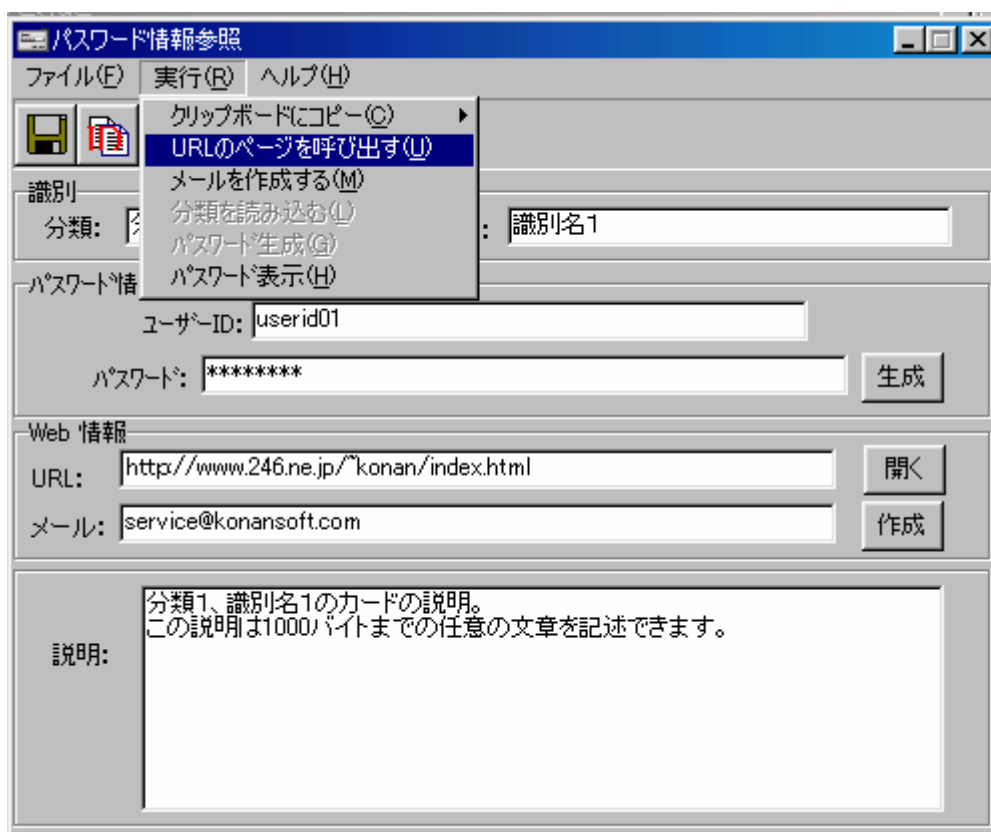 パスワード情報参照
ファイル(F) 実行(R) ヘルプ(H)
クリップボードにコピー(C)
URLのページを呼び出す(U)
メールを作成する(M)
分類を読み込む(L)
パスワード生成(G)
パスワード表示(H)
識別
分類:
: 識別名1
パスワード情
ユーザーID: userid01
パスワード: ********
生成
Web 情報
URL: http://www.246.ne.jp/~konan/index.html
開く
メール: service@konansoft.com
作成
説明:
分類1、識別名1のカードの説明。
この説明は1000バイトまでの任意の文章を記述できます。